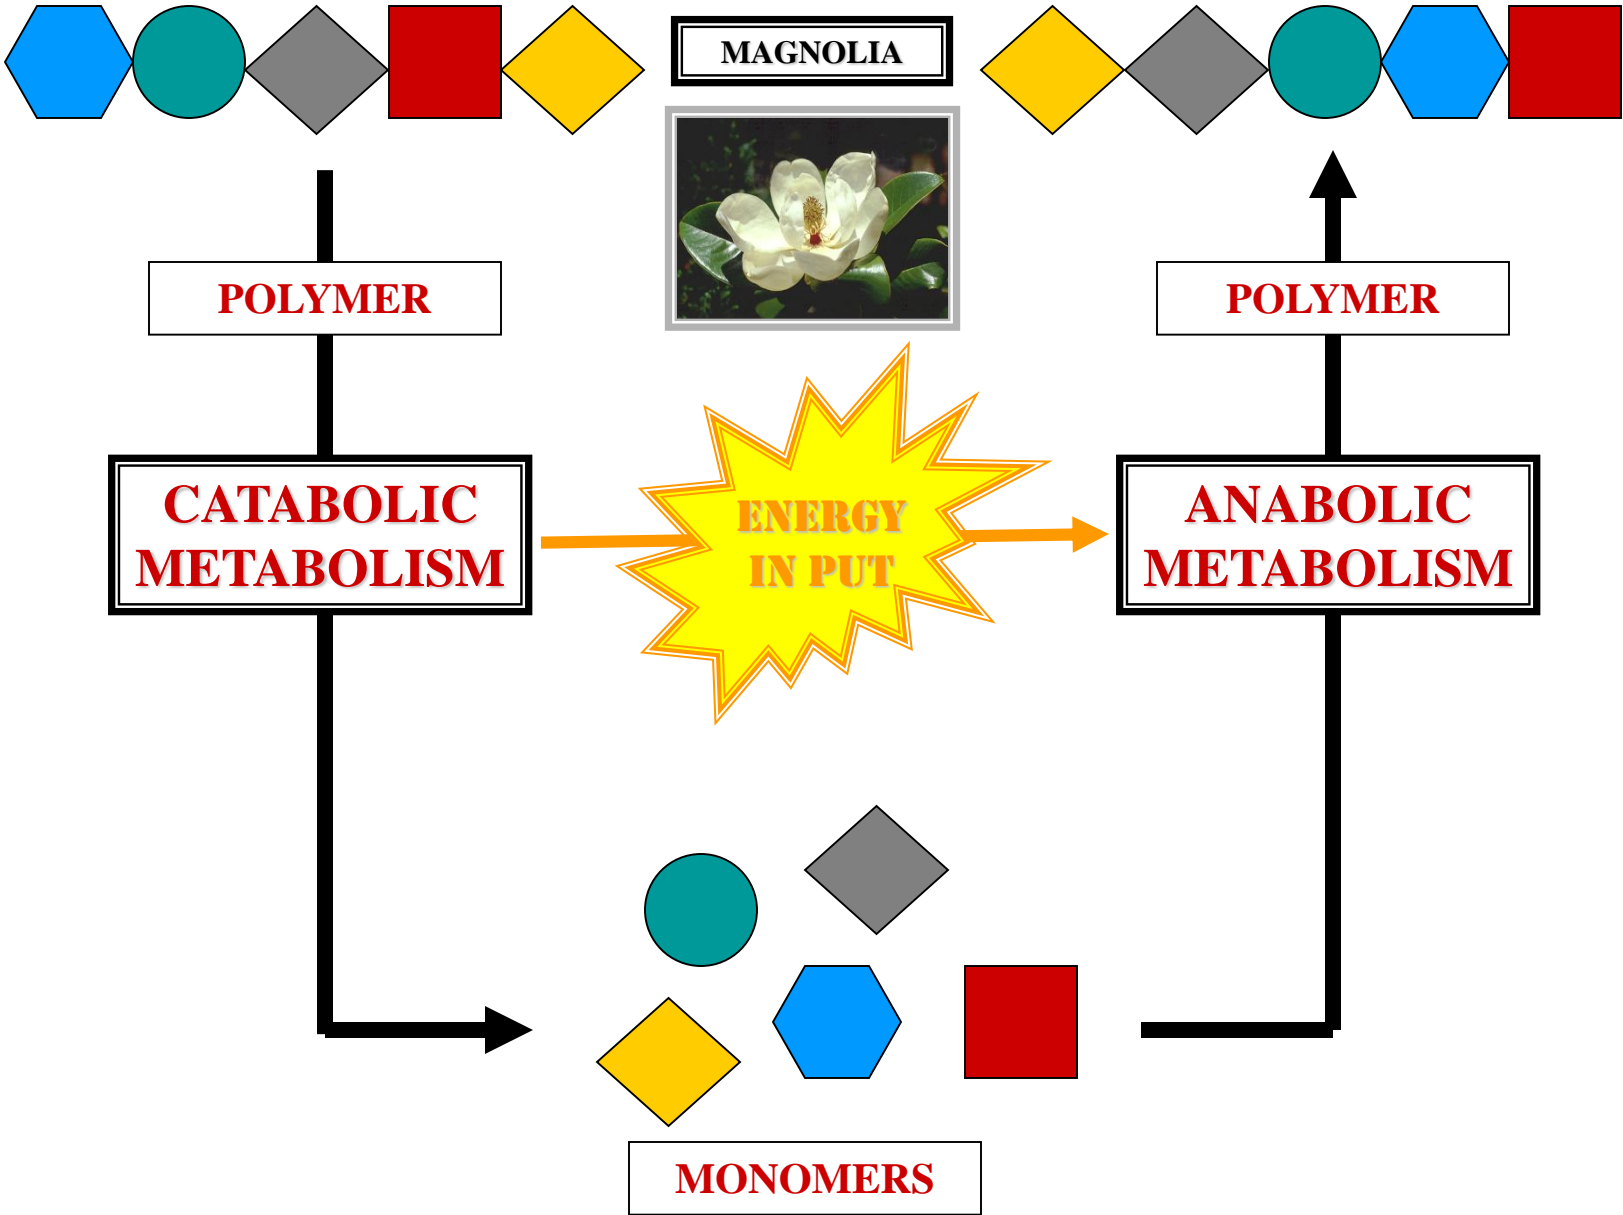 MAGNOLIA
POLYMER
POLYMER
CATABOLIC
METABOLISM
ENERGY
IN PUT
ANABOLIC
METABOLISM
MONOMERS